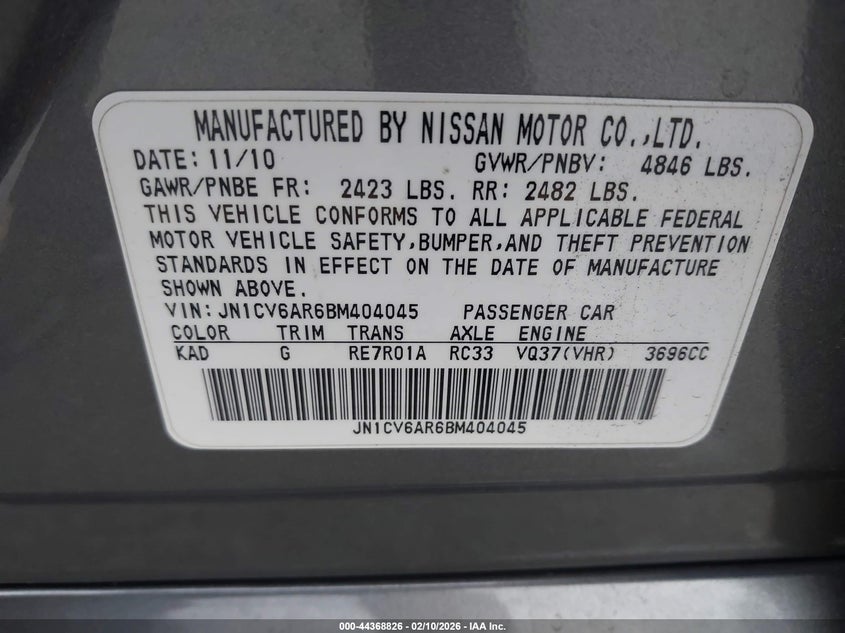 MANUFACTURED BY NISSAN MOTOR CO.,LTD.
DATE: 11/10 GVWR/PNBV: 4846 LBS.
GAWR/PNBE FR: 2423 LBS. RR: 2482 LBS.
THIS VEHICLE CONFORMS TO ALL APPLICABLE FEDERAL
MOTOR VEHICLE SAFETY,BUMPER,AND THEFT PREVENTION
STANDARDS IN EFFECT ON THE DATE OF MANUFACTURE
SHOWN ABOVE.
VIN: JN1CV6AR6BM404045 PASSENGER CAR
COLOR TRIM TRANS AXLE ENGINE
KAD G RE7R01A RC33 VQ37(VHR) 3696CC
JN1CV6AR6BM404045
000-44368826 - 02/10/2026 - IAA Inc.